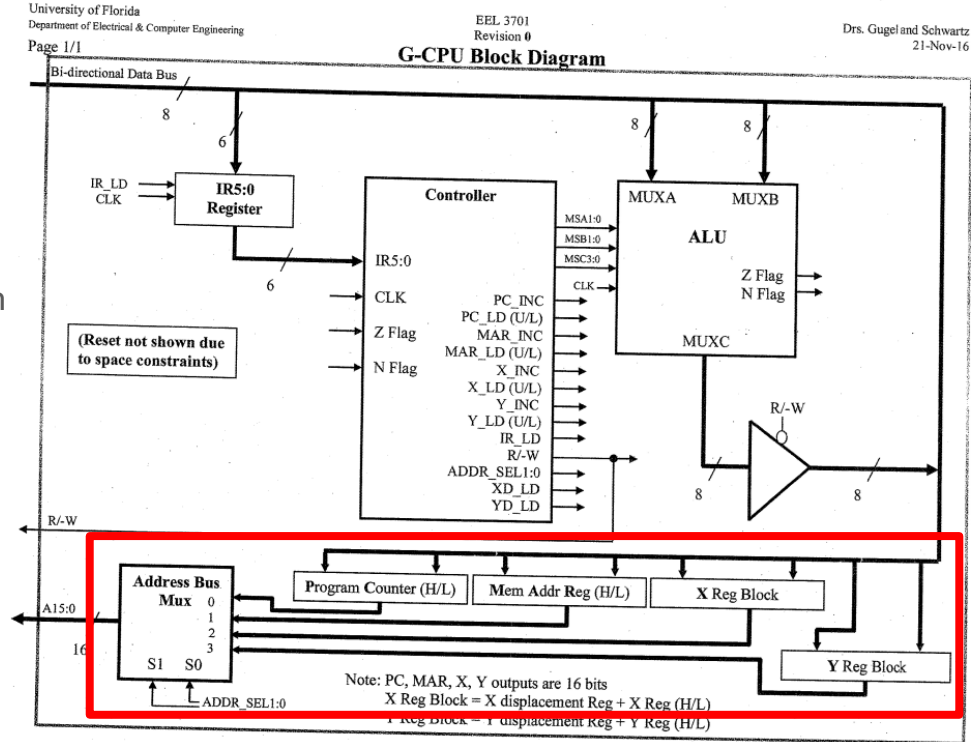 University of Florida
Department of Electrical & Computer Engineering
Page 1/1
EEL 3701
Revision 0
G-CPU Block Diagram
Drs. Gugel and Schwartz
21-Nov-16
Bi-directional Data Bus
8
6
8
8
IR_LD
CLK
IR5:0
Register
6
(Reset not shown due
to space constraints)
Controller
IR5:0
CLK
Z Flag
N Flag
PC_INC
PC_LD (U/L)
MAR_INC
MAR_LD (U/L)
X_INC
X_LD (U/L)
Y_INC
Y_LD (U/L)
IR_LD
R/-W
ADDR_SEL1:0
XD_LD
YD_LD
MSA1:0
MSB1:0
MSC3:0
CLK
MUXA MUXB
ALU
Z Flag
N Flag
MUXC
R/-W
8
8
n
R/-W
A15:0
16
Address Bus
Mux 0
1
2
3
S1 S0
ADDR_SEL1:0
Program Counter (H/L)
Mem Addr Reg (H/L)
X Reg Block
Y Reg Block
Note: PC, MAR, X, Y outputs are 16 bits
X Reg Block = X displacement Reg + X Reg (H/L)
Y Reg Block = Y displacement Reg + Y Reg (H/L)